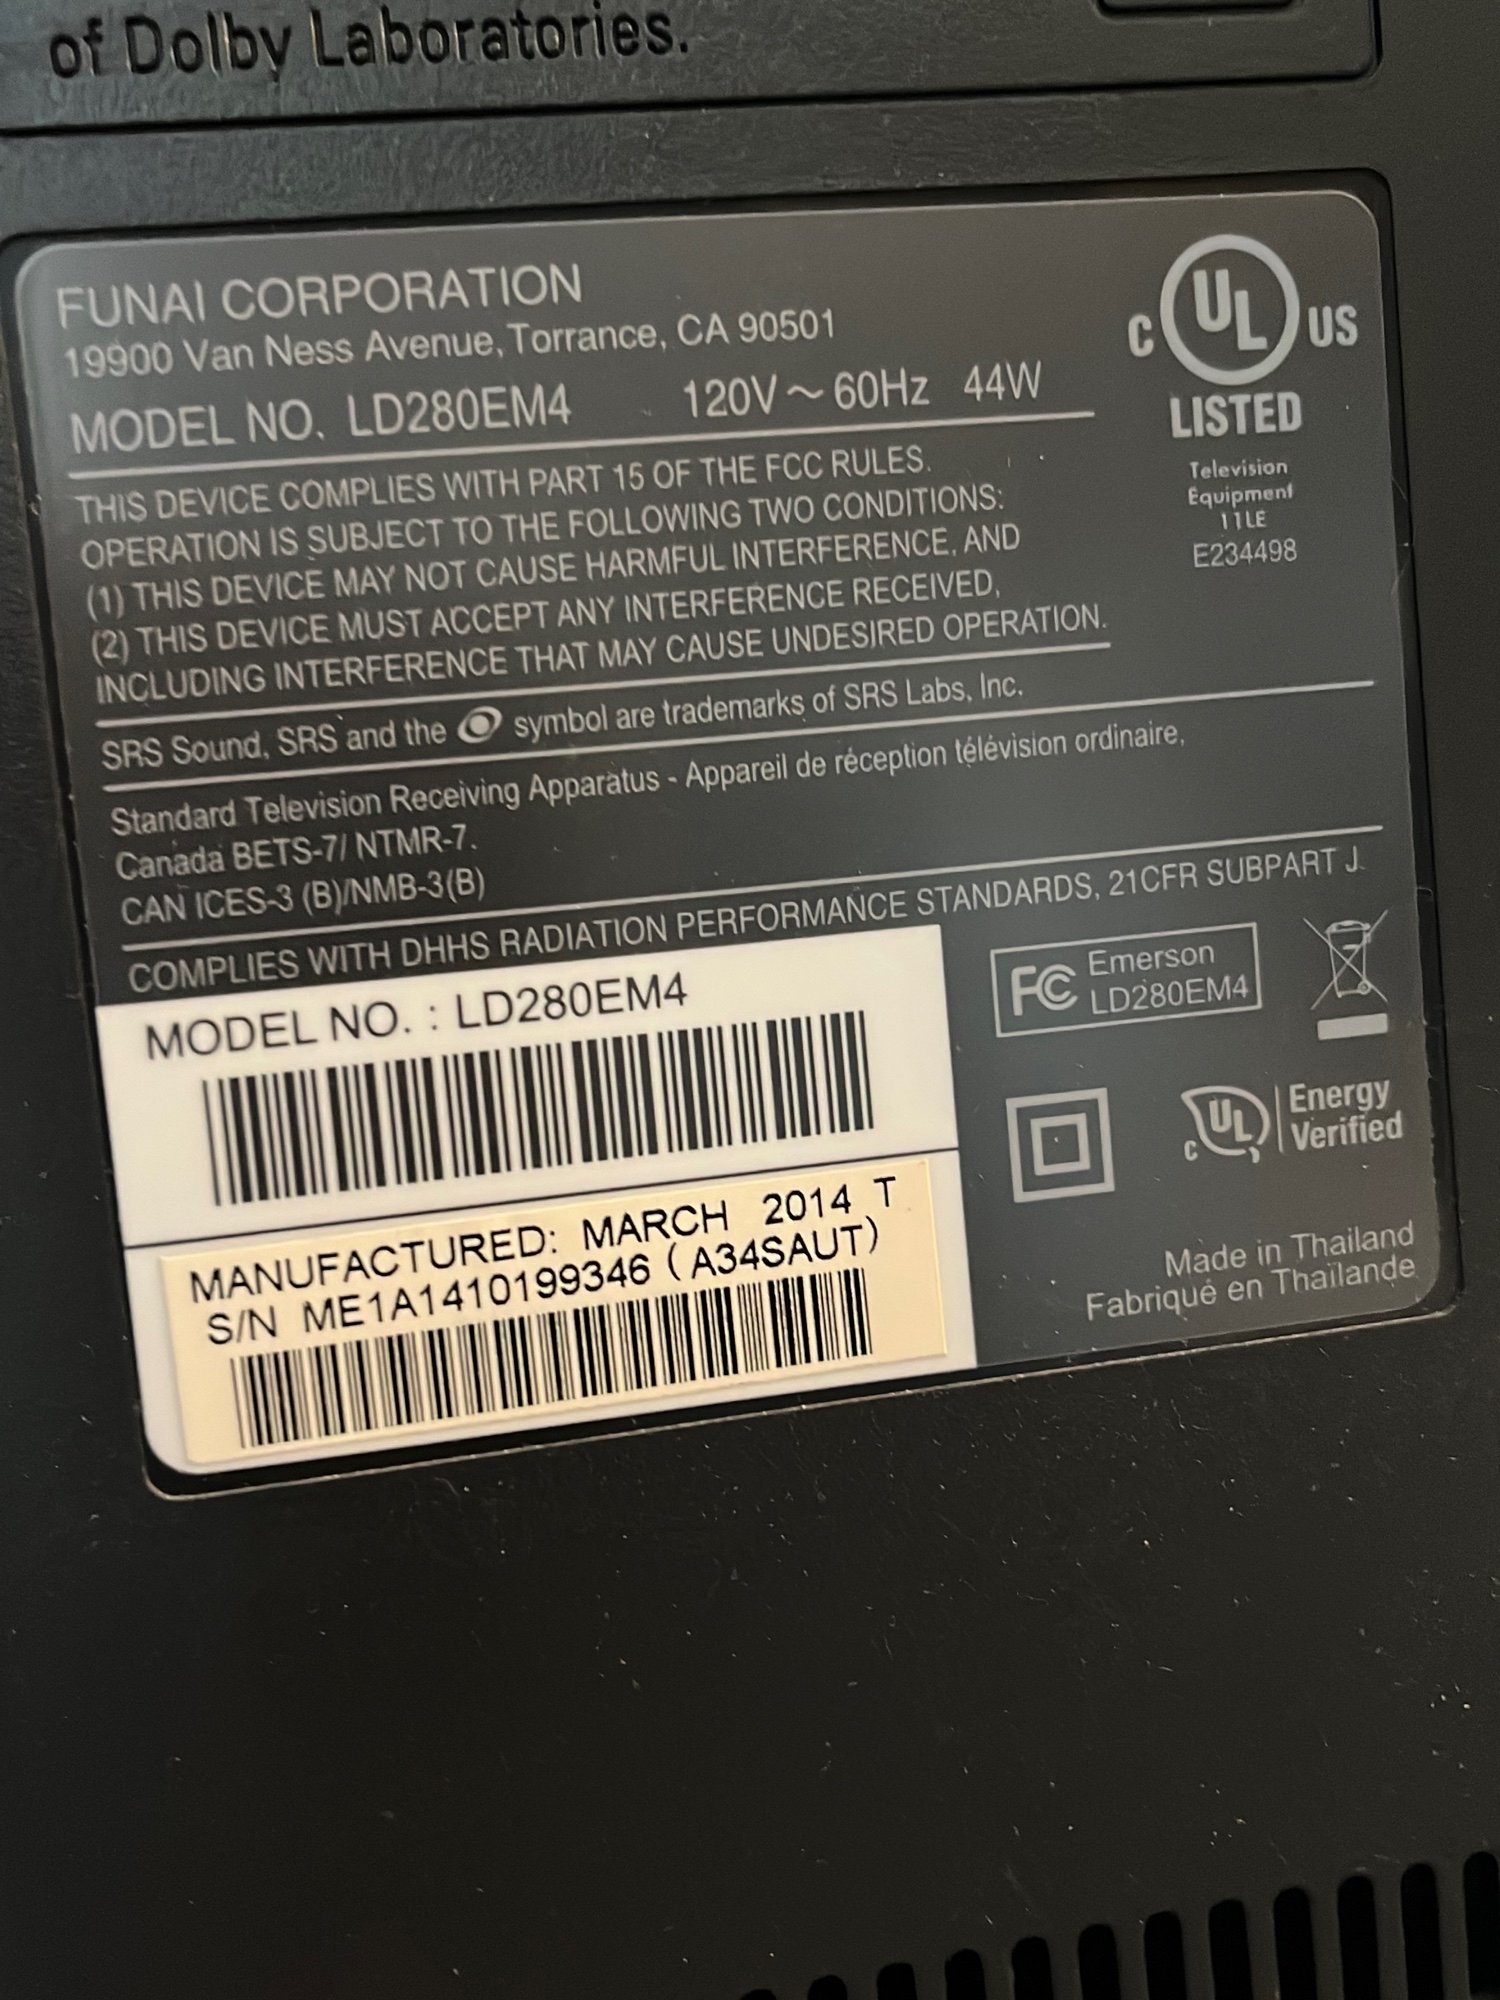 of Dolby Laboratories.
FUNAI CORPORATION
19900 Van Ness Avenue, Torrance, CA 90501
MODEL NO. LD280EM4 120V ~ 60Hz 44W
C UL US
LISTED
Television
Equipment
11LE
E234498
THIS DEVICE COMPLIES WITH PART 15 OF THE FCC RULES.
OPERATION IS SUBJECT TO THE FOLLOWING TWO CONDITIONS:
(1) THIS DEVICE MAY NOT CAUSE HARMFUL INTERFERENCE, AND
(2) THIS DEVICE MUST ACCEPT ANY INTERFERENCE RECEIVED,
INCLUDING INTERFERENCE THAT MAY CAUSE UNDESIRED OPERATION.
SRS Sound, SRS and the symbol are trademarks of SRS Labs, Inc.
Standard Television Receiving Apparatus - Appareil de réception télévision ordinaire,
Canada BETS-7/ NTMR-7.
CAN ICES-3 (B)/NMB-3(B)
COMPLIES WITH DHHS RADIATION PERFORMANCE STANDARDS, 21CFR SUBPART J.
MODEL NO. : LD280EM4
MANUFACTURED: MARCH 2014 T
S/N ME1A1410199346 (A34SAUT)
FC Emerson
LD280EM4
c UL Energy
Verified
Made in Thailand
Fabriqué en Thaïlande